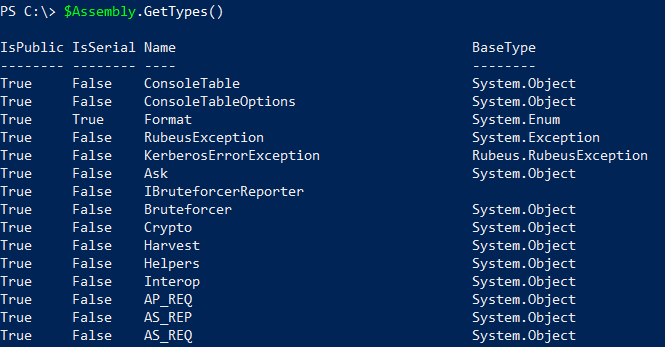 PS C:\> $Assembly.GetTypes()
IsPublic IsSerial Name                                     BaseType
-------- -------- ----                                     --------
True     False    ConsoleTable                             System.Object
True     False    ConsoleTableOptions                      System.Object
True     True     Format                                   System.Enum
True     False    RubeusException                          System.Exception
True     False    KerberosErrorException                   Rubeus.RubeusException
True     False    Ask                                      System.Object
True     False    IBruteforcerReporter
True     False    Bruteforcer                              System.Object
True     False    Crypto                                   System.Object
True     False    Harvest                                  System.Object
True     False    Helpers                                  System.Object
True     False    Interop                                  System.Object
True     False    AP_REQ                                   System.Object
True     False    AS_REP                                   System.Object
True     False    AS_REQ                                   System.Object